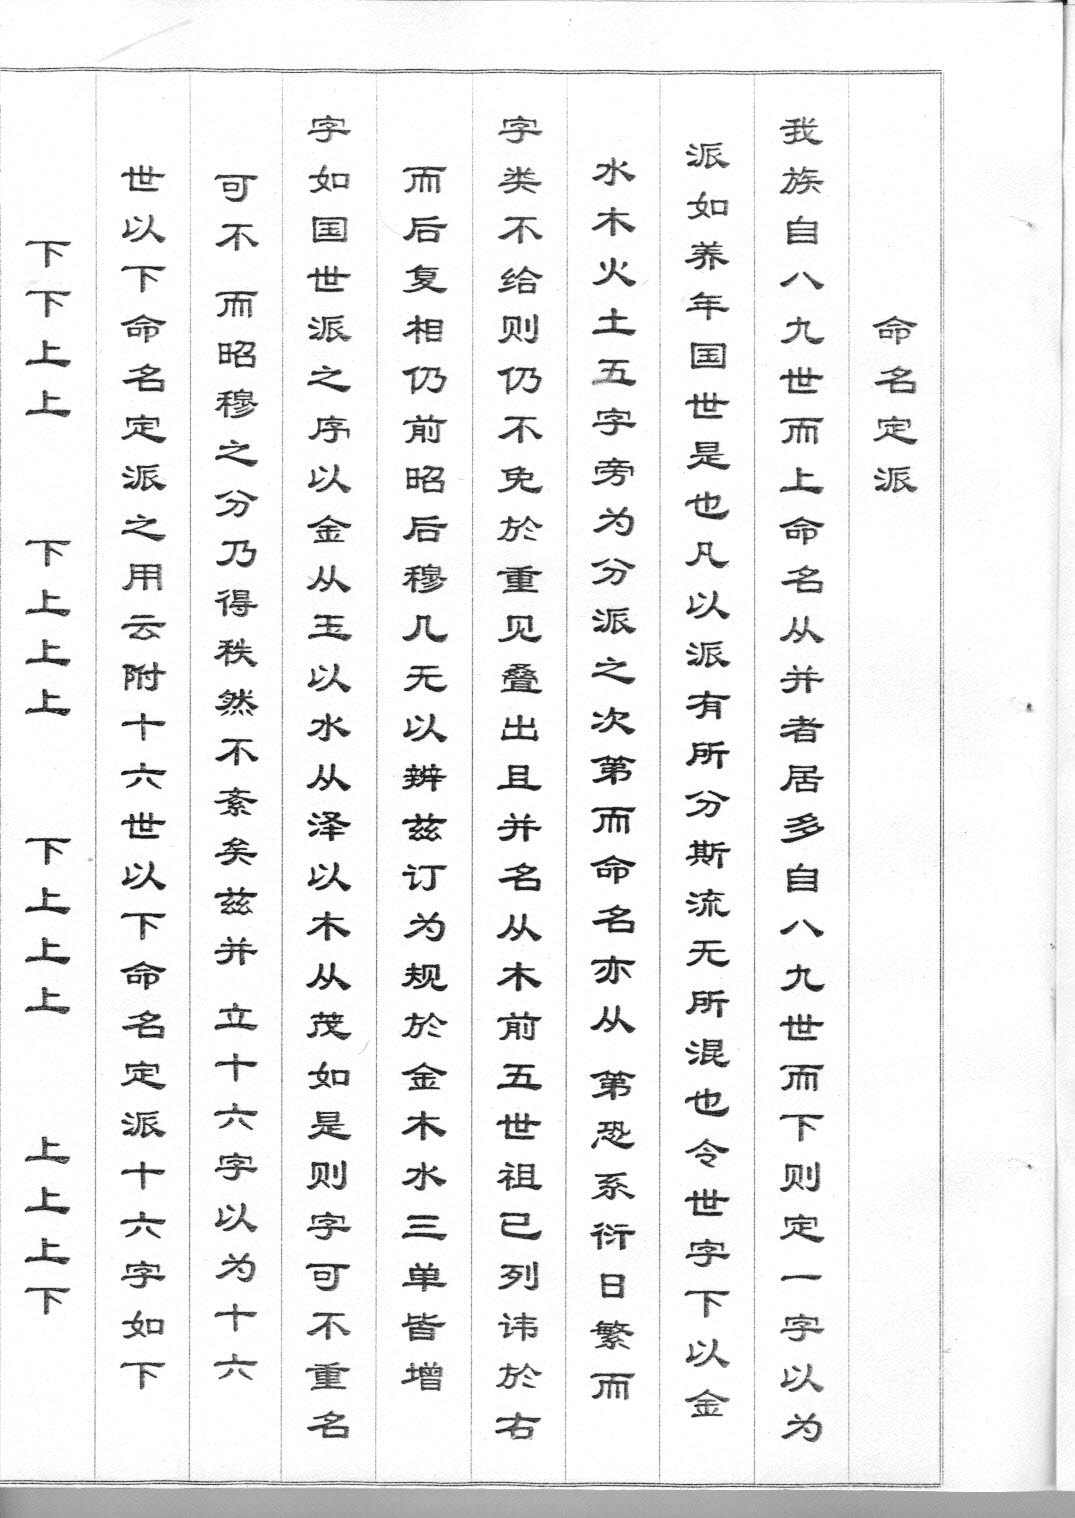 命名定派
我族自八九世而上命名从并者居多自八九世而下则定一字以为
派如养年国世是也凡以派有所分斯流无所混也令世字下以金
水木火土五字旁为分派之次第而命名亦从 第恐系衍日繁而
字类不给则仍不免於重见叠出且并名从木前五世祖已列讳於右
而后复相仍前昭后穆几无以辨兹订为规於金木水三单皆增
字如国世派之序以金从玉以水从泽以木从茂如是则字可不重名
可不 而昭穆之分乃得秩然不紊矣兹并 立十六字以为十六
世以下命名定派之用云附十六世以下命名定派十六字如下
下下上上 下上上上 下上上上 上上上下